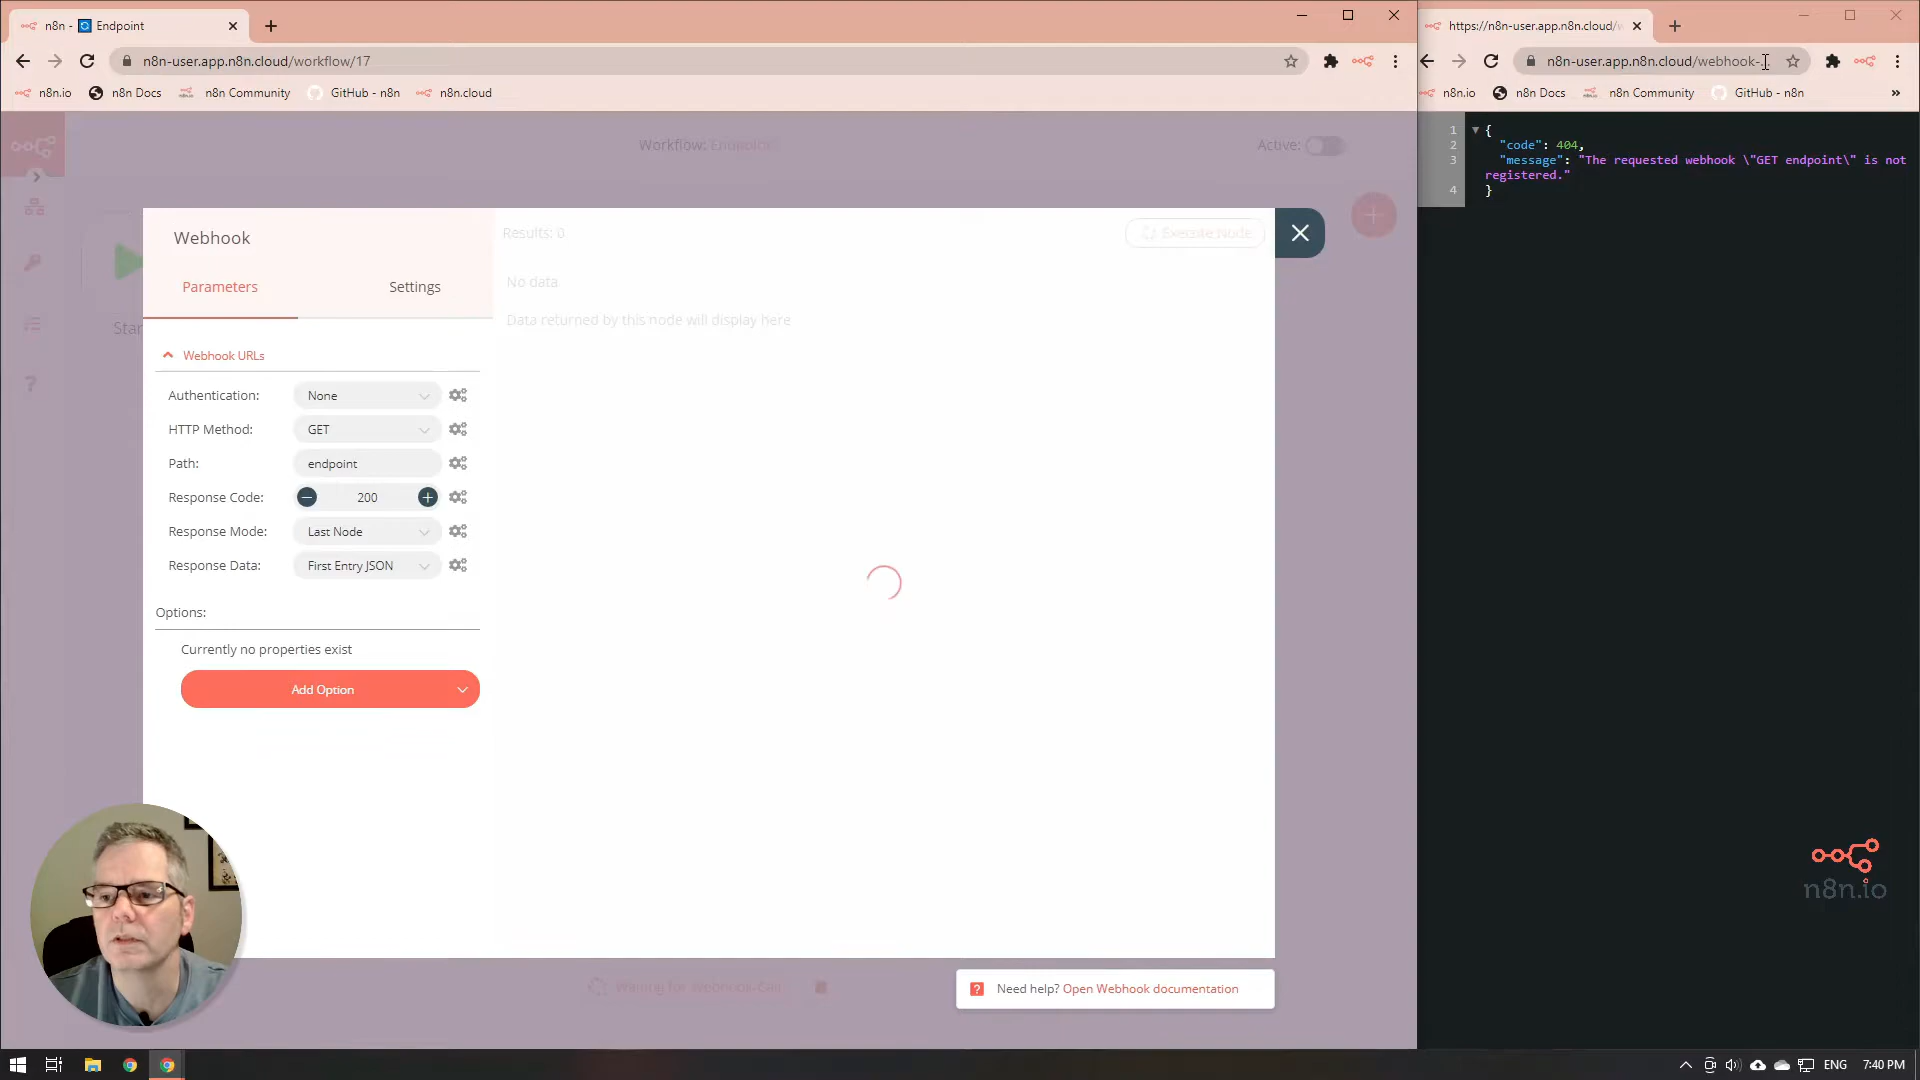 n8n - Endpoint
n8n-user.app.n8n.cloud/workflow/17
n8n.io
n8n Docs
n8n Community
GitHub - n8n
n8n.cloud
Workflow: Endpoint
Active:
Start
Webhook
Parameters
Settings
Webhook URLs
Authentication:
None
HTTP Method:
GET
Path:
endpoint
Response Code:
200
Response Mode:
Last Node
Response Data:
First Entry JSON
Options:
Currently no properties exist
Add Option
Results: 0
Execute Node
No data
Data returned by this node will display here
Waiting for Webhook-Call
Need help? Open Webhook documentation
https://n8n-user.app.n8n.cloud/w
n8n-user.app.n8n.cloud/webhook-
n8n.io
n8n Docs
n8n Community
GitHub - n8n
»
1 {
2 "code": 404,
3 "message": "The requested webhook \"GET endpoint\" is not
registered."
4 }
n8n.io
ENG
7:40 PM